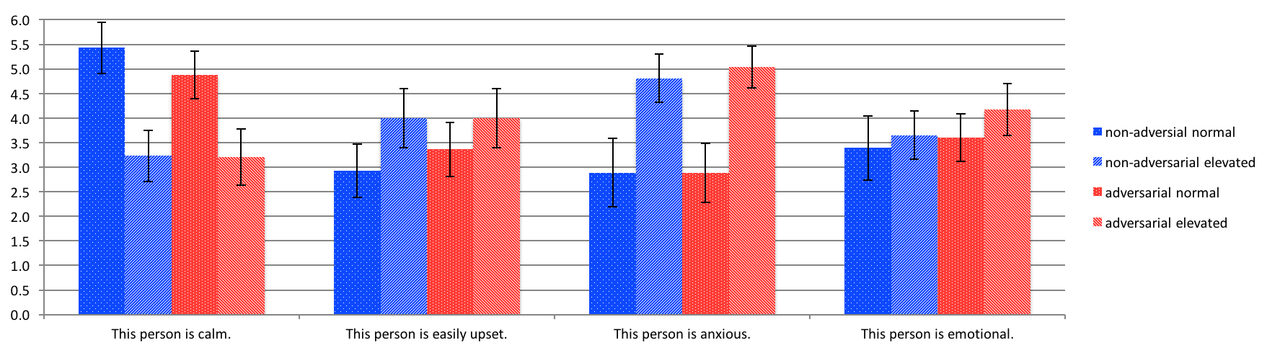 6.0
5.5
5.0
4.5
4.0
3.5
3.0
2.5
2.0
1.5
1.0
0.5
0.0
This person is calm.
This person is easily upset.
This person is anxious.
This person is emotional.
non-adversial normal
non-adversarial elevated
adversarial normal
adversarial elevated